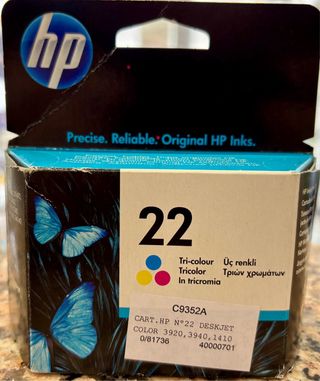 hp
Precise. Reliable. Original HP Inks.
22
Tri-colour Üç renkli
Tricolor Τριών χρωμάτων
In tricromia
C9352A
CART.HP Nº22 DESKJET
COLOR 3920,3940,1410
0/81736 40000701